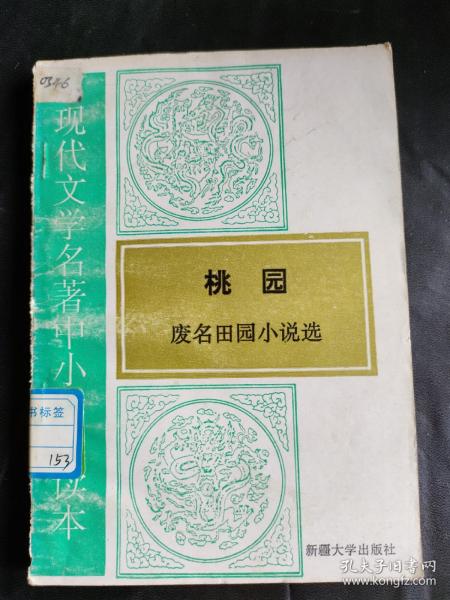 0376
现代文学名著中小
读本
桃园
废名田园小说选
书标签
153
新疆大学出版社
孔夫子旧书网
www.kongfz.com